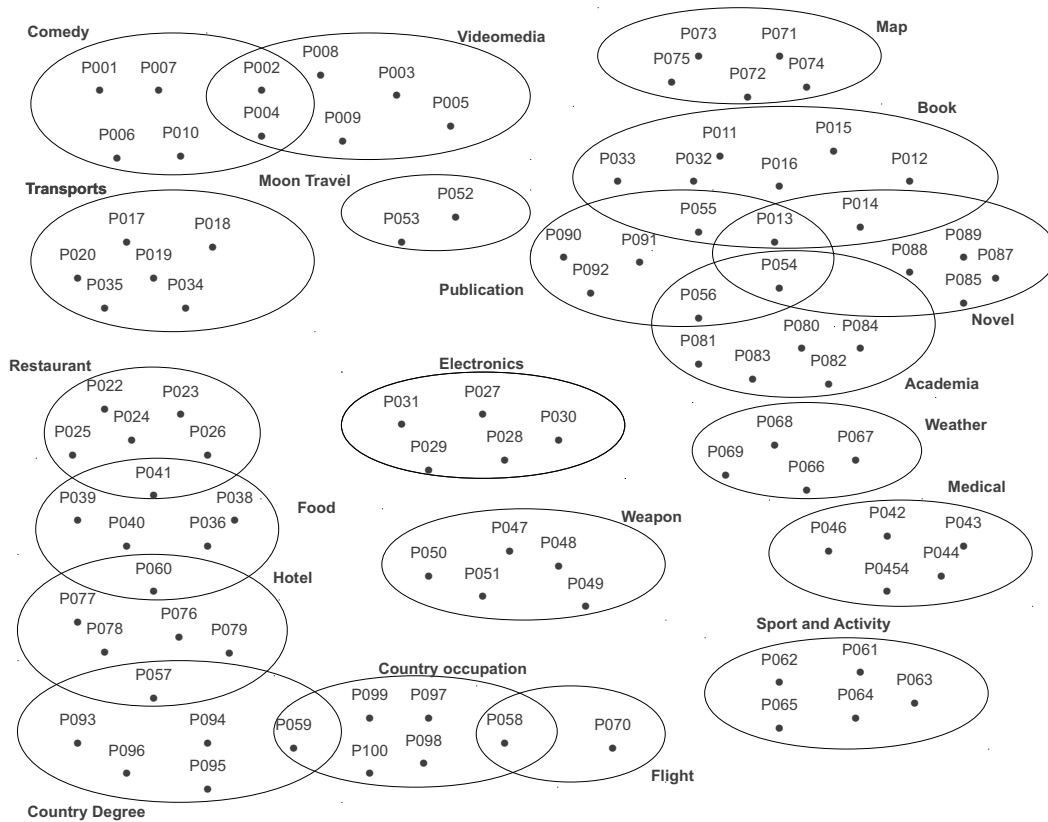 Comedy
Videomedia
P001
P007
P002
P008
P003
P004
P009
P005
P006
P010
Map
P073
P071
P075
P072
P074
Book
P011
P015
P033
P032
P016
P012
P055
P013
P014
Transports
P017
P018
P020
P019
P035
P034
Moon Travel
P052
P053
Publication
P090
P091
P092
P056
P054
Novel
P088
P089
P087
P085
Academia
P081
P083
P080
P084
P082
Restaurant
P022
P023
P024
P025
P026
P041
Food
P039
P038
P040
P036
P060
Hotel
P077
P076
P078
P079
P057
Electronics
P031
P027
P030
P029
P028
Weather
P068
P067
P069
P066
Weapon
P047
P050
P048
P051
P049
Medical
P042
P046
P043
P044
P0454
Sport and Activity
P062
P061
P063
P065
P064
Country occupation
P099
P097
P059
P058
P100
P098
P070
Flight
P093
P094
P096
P095
Country Degree